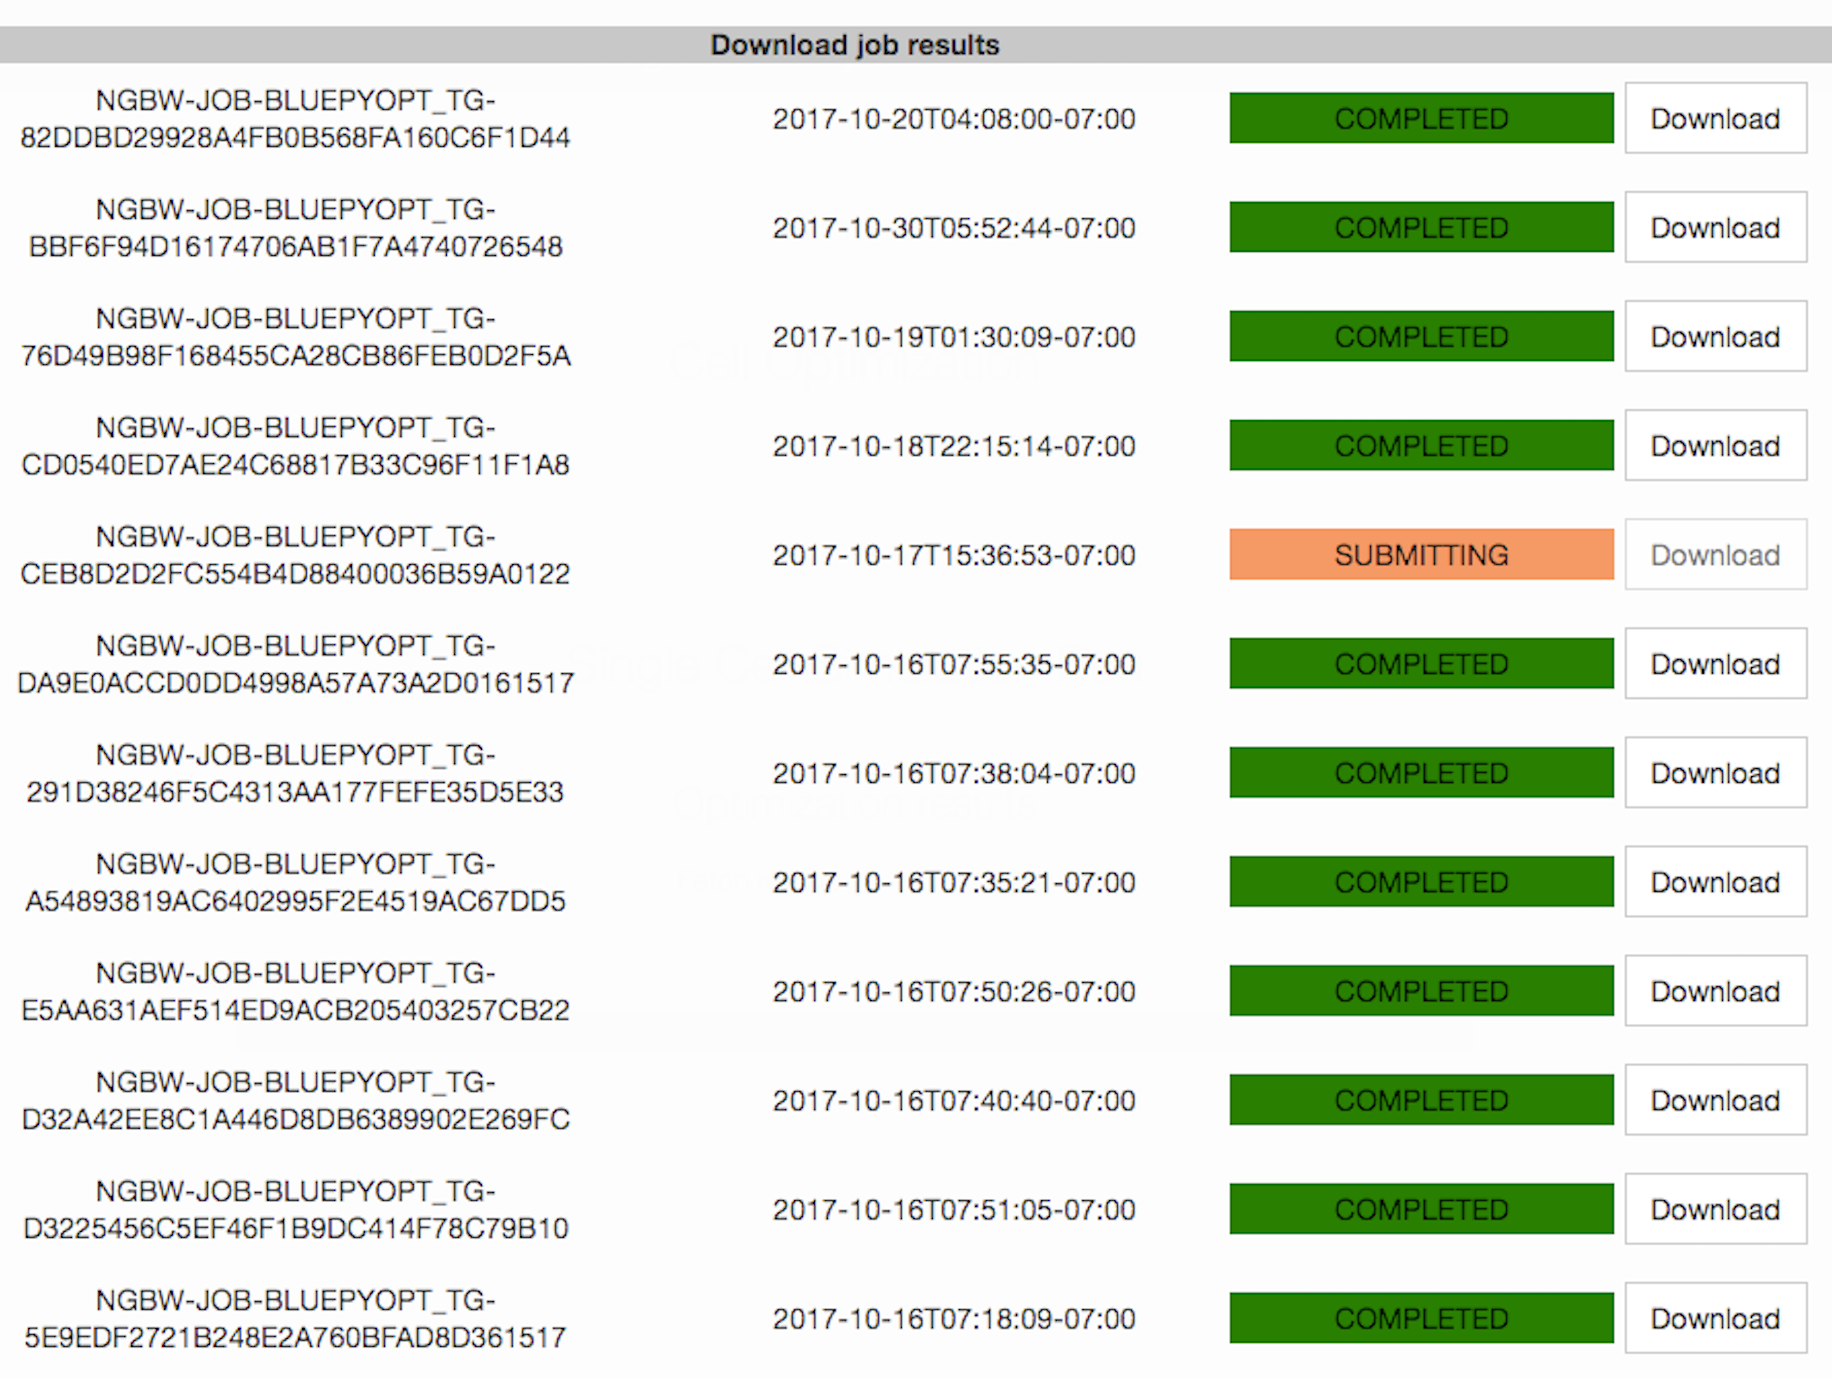 Download job results
NGBW-JOB-BLUEPYOPT_TG-
82DDBD29928A4FB0B568FA160C6F1D44
2017-10-20T04:08:00-07:00
COMPLETED
Download
NGBW-JOB-BLUEPYOPT_TG-
BBF6F94D16174706AB1F7A4740726548
2017-10-30T05:52:44-07:00
COMPLETED
Download
NGBW-JOB-BLUEPYOPT_TG-
76D49B98F168455CA28CB86FEB0D2F5A
2017-10-19T01:30:09-07:00
COMPLETED
Download
NGBW-JOB-BLUEPYOPT_TG-
CD0540ED7AE24C68817B33C96F11F1A8
2017-10-18T22:15:14-07:00
COMPLETED
Download
NGBW-JOB-BLUEPYOPT_TG-
CEB8D2D2FC554B4D88400036B59A0122
2017-10-17T15:36:53-07:00
SUBMITTING
Download
NGBW-JOB-BLUEPYOPT_TG-
DA9E0ACCD0DD4998A57A73A2D0161517
2017-10-16T07:55:35-07:00
COMPLETED
Download
NGBW-JOB-BLUEPYOPT_TG-
291D38246F5C4313AA177FEFE35D5E33
2017-10-16T07:38:04-07:00
COMPLETED
Download
NGBW-JOB-BLUEPYOPT_TG-
A54893819AC6402995F2E4519AC67DD5
2017-10-16T07:35:21-07:00
COMPLETED
Download
NGBW-JOB-BLUEPYOPT_TG-
E5AA631AEF514ED9ACB205403257CB22
2017-10-16T07:50:26-07:00
COMPLETED
Download
NGBW-JOB-BLUEPYOPT_TG-
D32A42EE8C1A446D8DB6389902E269FC
2017-10-16T07:40:40-07:00
COMPLETED
Download
NGBW-JOB-BLUEPYOPT_TG-
D3225456C5EF46F1B9DC414F78C79B10
2017-10-16T07:51:05-07:00
COMPLETED
Download
NGBW-JOB-BLUEPYOPT_TG-
5E9EDF2721B248E2A760BFAD8D361517
2017-10-16T07:18:09-07:00
COMPLETED
Download